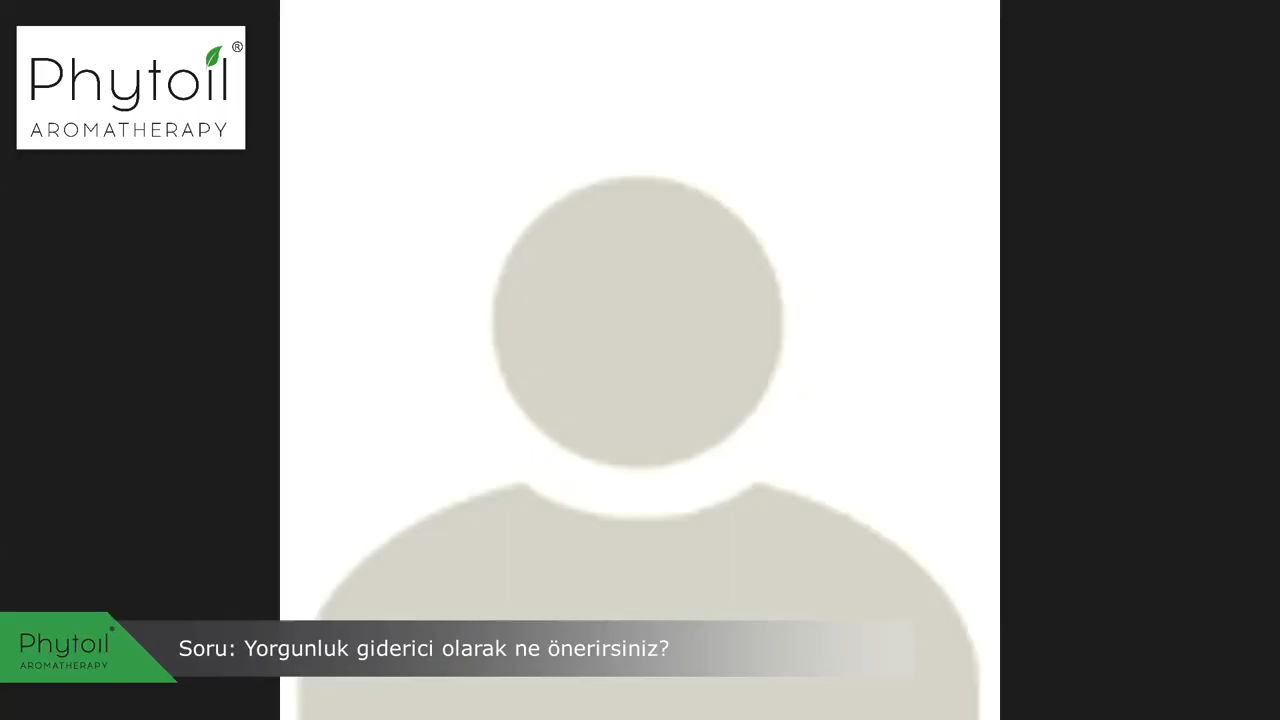 Phytoil®
AROMATHERAPY
Phytoil
AROMATHERAPY
Soru: Yorgunluk giderici olarak ne önerirsiniz?